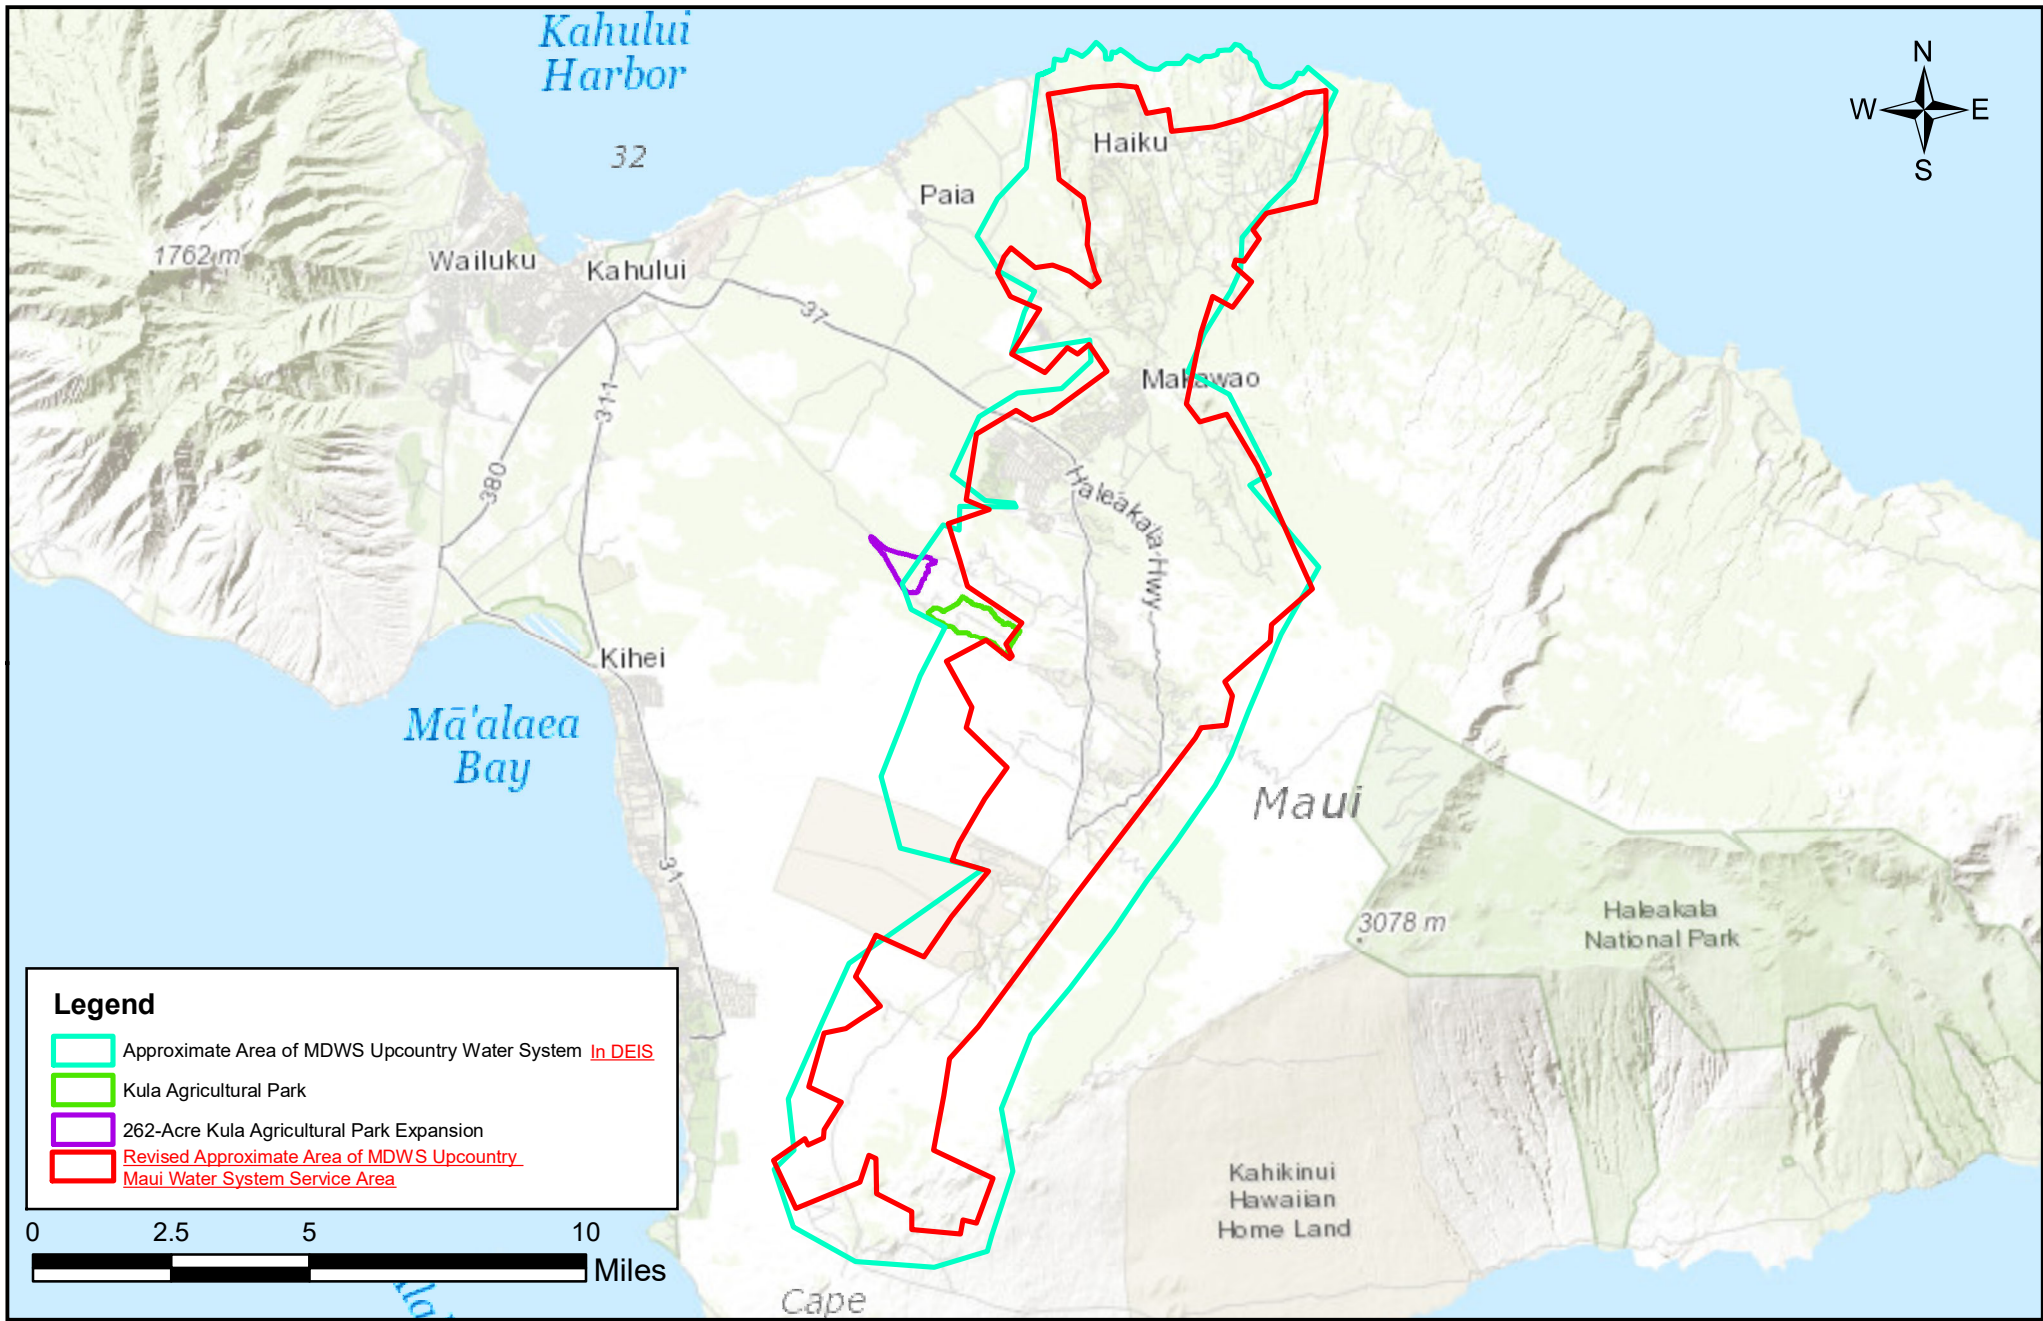 Kahului
Harbor
N
W E
S
32
Haiku
Paia
1762 m
Wailuku
Kahului
37
Makawao
311
380
Haleakala Hwy
Kihei
Mā'alaea
Bay
Maui
31
3078 m
Haleakala
National Park
Legend
Approximate Area of MDWS Upcountry Water System In DEIS
Kula Agricultural Park
262-Acre Kula Agricultural Park Expansion
Revised Approximate Area of MDWS Upcountry
Maui Water System Service Area
Kahikinui
Hawaiian
Home Land
0 2.5 5 10
Miles
Cape